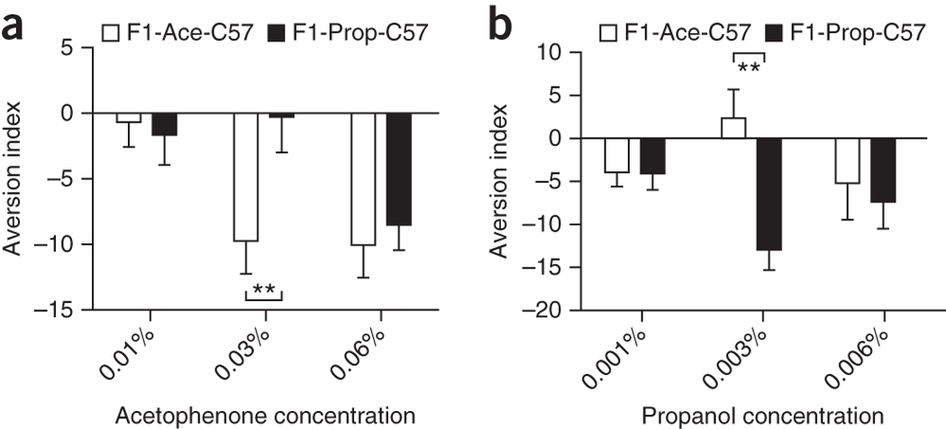 a
F1-Ace-C57 F1-Prop-C57
5
0
–5
–10
–15
Aversion index
**
0.01% 0.03% 0.06%
Acetophenone concentration
b
F1-Ace-C57 F1-Prop-C57
10
5
0
–5
–10
–15
–20
Aversion index
**
0.001% 0.003% 0.006%
Propanol concentration